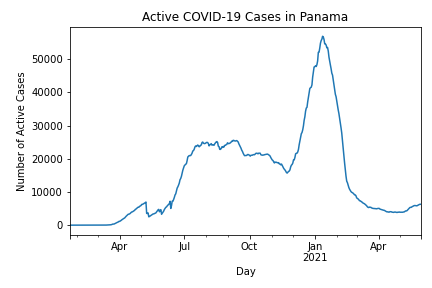 Active COVID-19 Cases in Panama
Number of Active Cases
50000
40000
30000
20000
10000
0
Apr
Jul
Oct
Jan
2021
Apr
Day